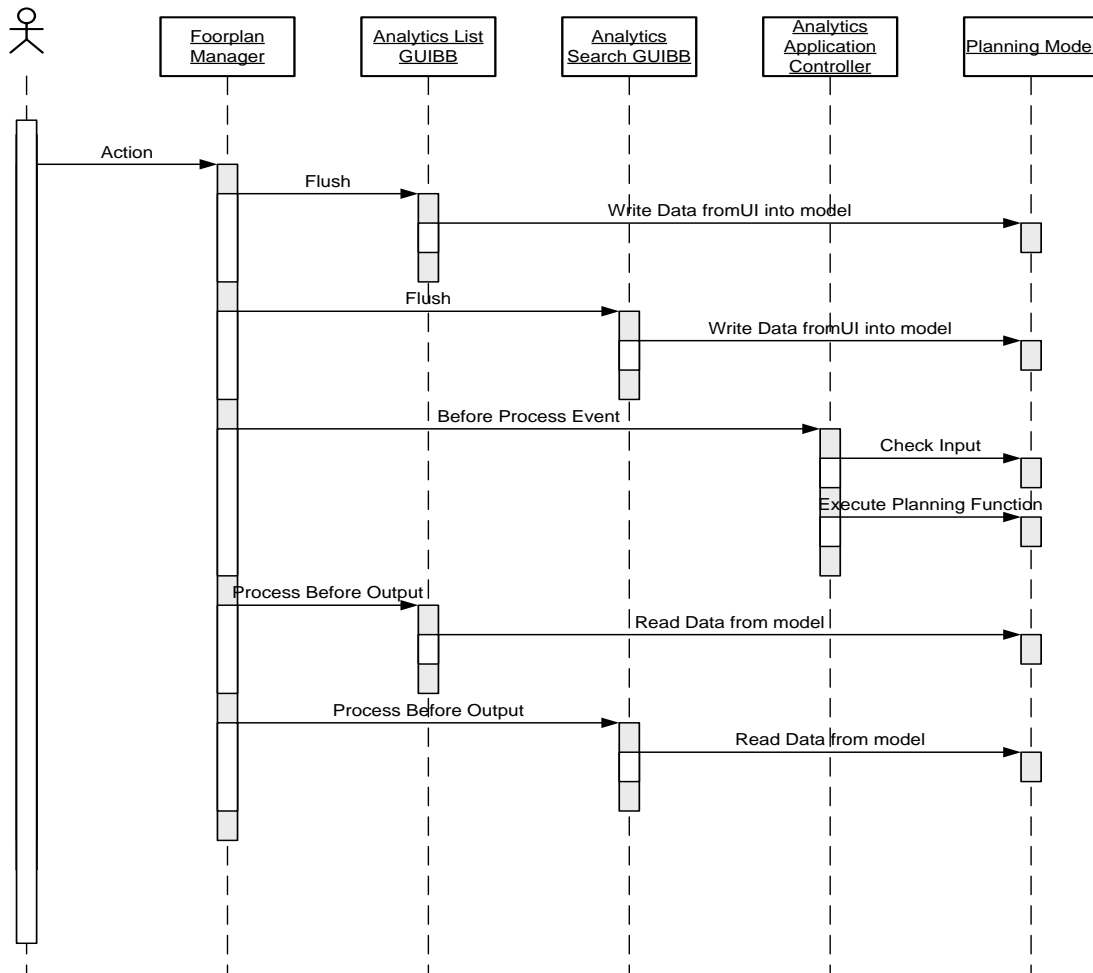 Foorplan
Manager
Analytics List
GUIBB
Analytics
Search GUIBB
Analytics
Application
Controller
Planning Model
Action
Flush
Write Data fromUI into model
Flush
Write Data fromUI into model
Before Process Event
Check Input
Execute Planning Function
Process Before Output
Read Data from model
Process Before Output
Read Data from model